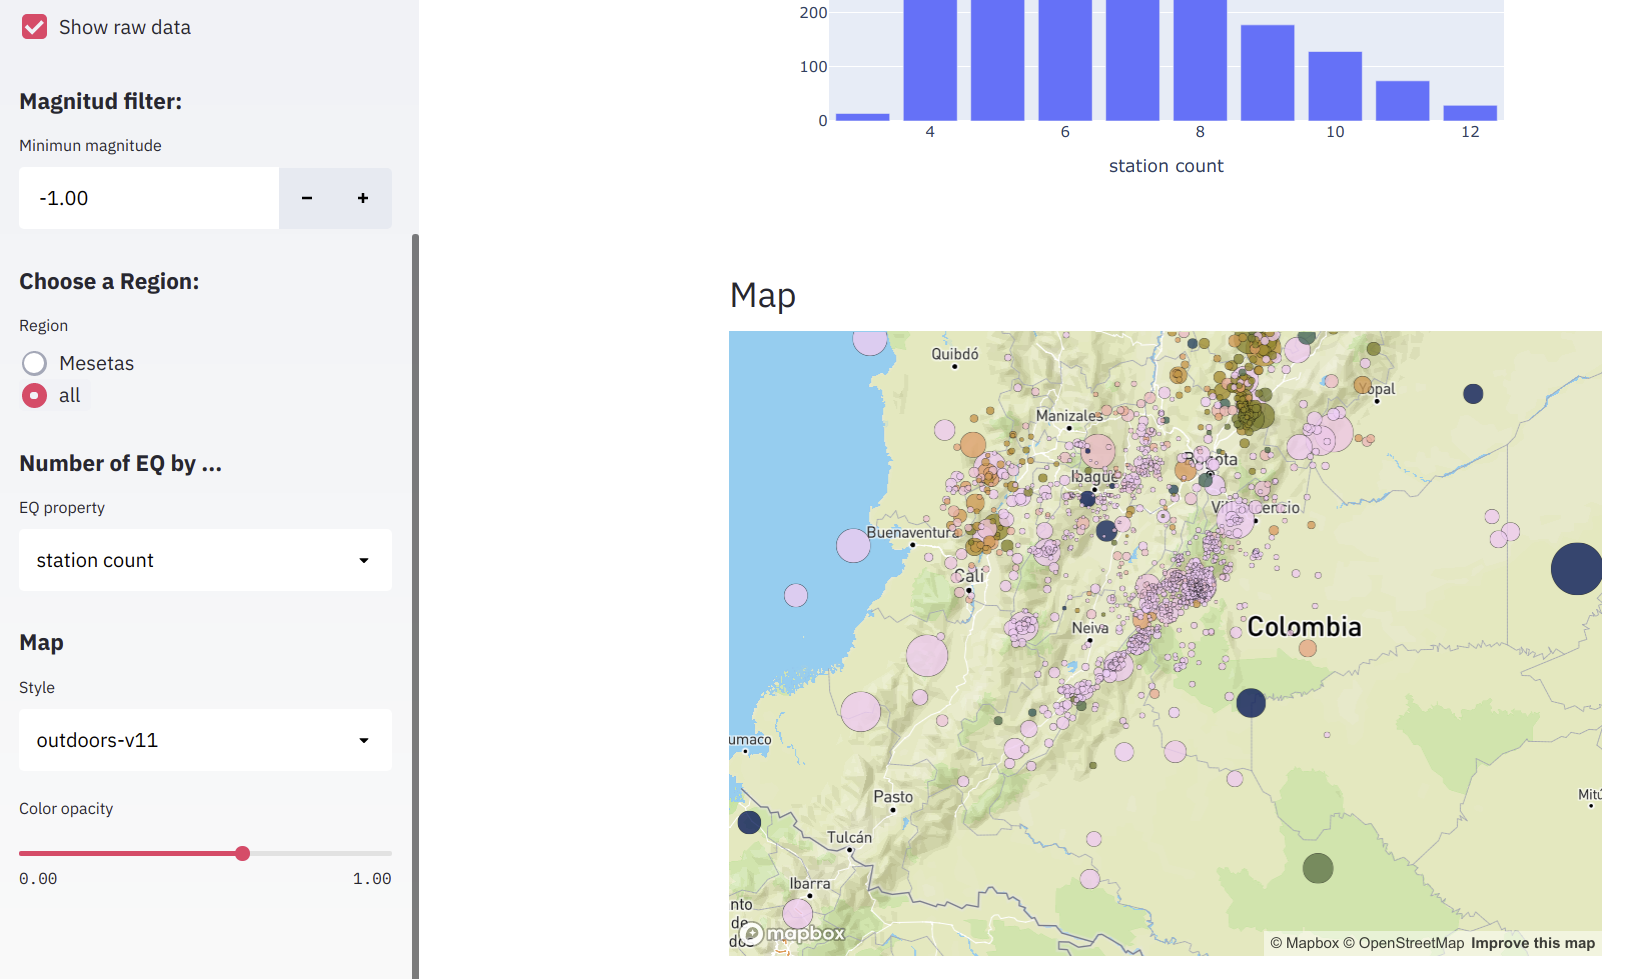 Show raw data
Magnitud filter:
Minimun magnitude
-1.00
− +
Choose a Region:
Region
Mesetas
all
Number of EQ by ...
EQ property
station count
Map
Style
outdoors-v11
Color opacity
0.00 1.00
200
100
0
4 6 8 10 12
station count
Map
Quibdó
Yopal
Manizales
Ibagué
Buenaventura
Cali
Neiva
Colombia
umaco
Pasto
Mitú
Tulcán
Ibarra
nto
de
mapbox
© Mapbox © OpenStreetMap Improve this map